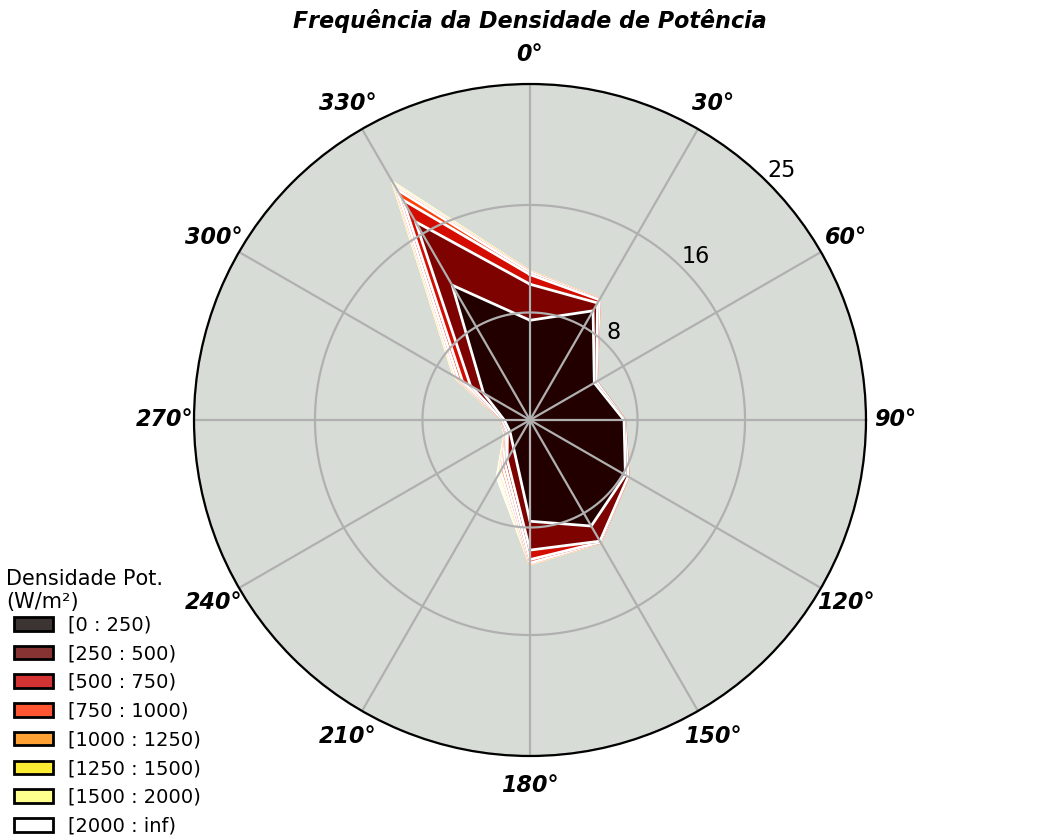 Frequência da Densidade de Potência
0°
330°
30°
25
300°
60°
16
8
270°
90°
240°
120°
210°
150°
180°
Densidade Pot.
(W/m²)
[0 : 250)
[250 : 500)
[500 : 750)
[750 : 1000)
[1000 : 1250)
[1250 : 1500)
[1500 : 2000)
[2000 : inf)